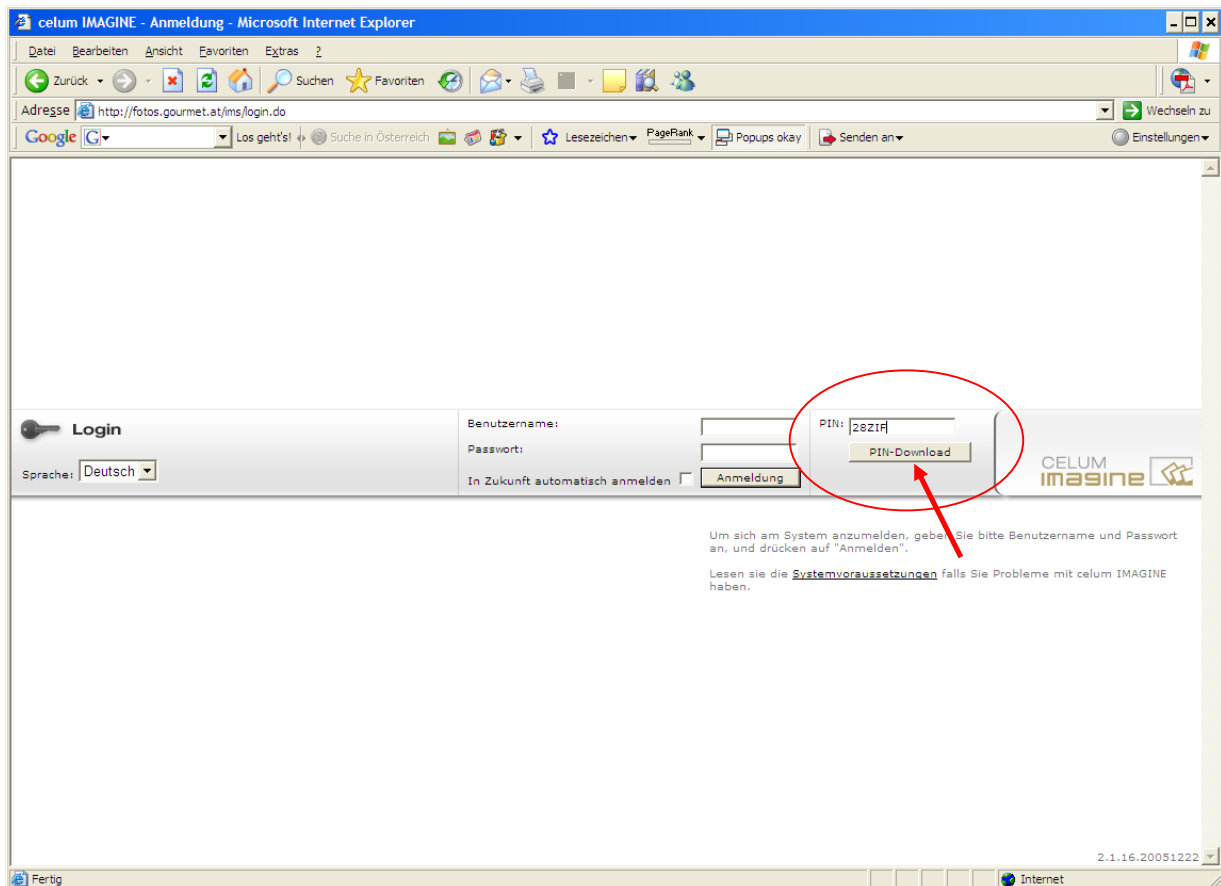 celum IMAGINE - Anmeldung - Microsoft Internet Explorer
Datei Bearbeiten Ansicht Favoriten Extras ?
Zurück Suchen Favoriten
Adresse http://fotos.gourmet.at/ims/login.do Wechseln zu
Google G Los geht's! Suche in Österreich Lesezeichen PageRank Popups okay Senden an Einstellungen
Login
Sprache: Deutsch
Benutzername:
Passwort:
In Zukunft automatisch anmelden Anmeldung
PIN: 28ZIF
PIN-Download
CELUM
imagine
Um sich am System anzumelden, geben Sie bitte Benutzername und Passwort
an, und drücken auf "Anmelden".
Lesen sie die Systemvoraussetzungen falls Sie Probleme mit celum IMAGINE
haben.
2.1.16.20051222
Fertig Internet